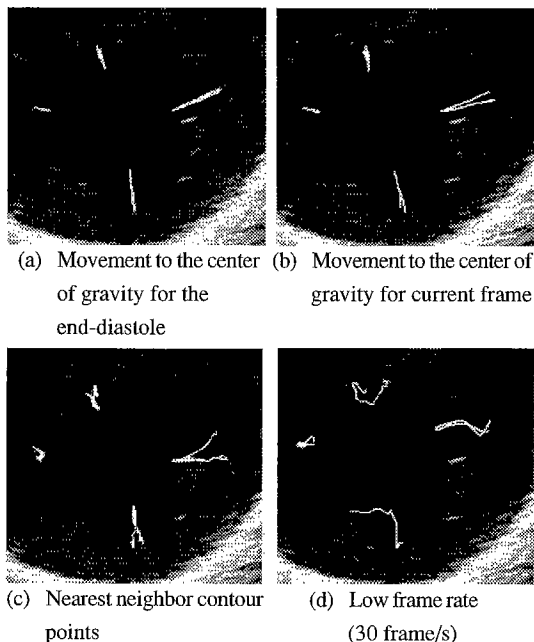 (a) Movement to the center
of gravity for the
end-diastole
(b) Movement to the center of
gravity for current frame
(c) Nearest neighbor contour
points
(d) Low frame rate
(30 frame/s)